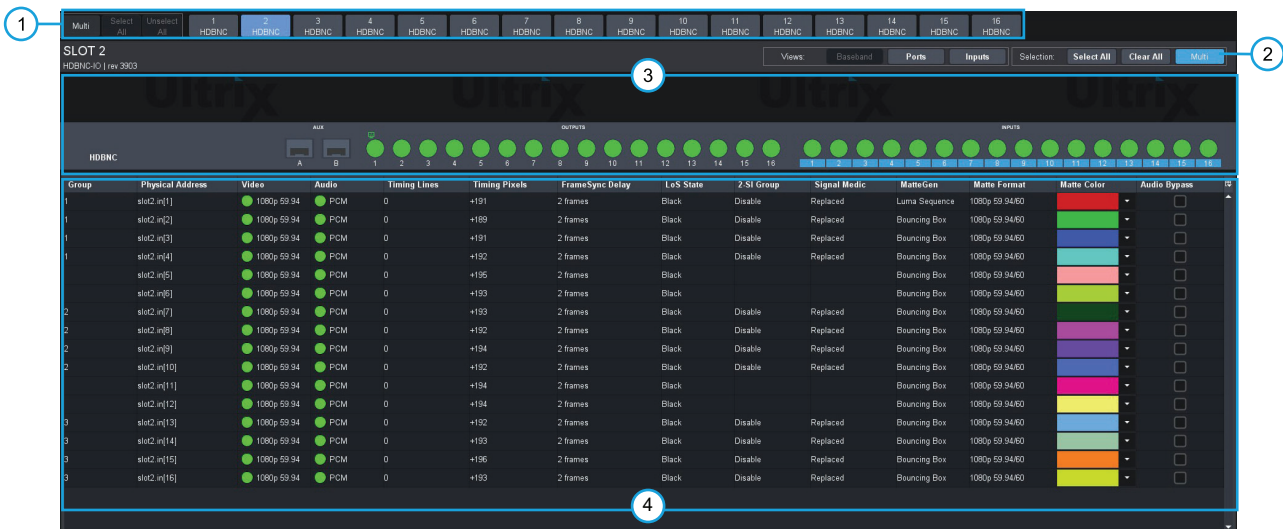 1
Multi Select All Unselect All 1 HDBNC 2 HDBNC 3 HDBNC 4 HDBNC 5 HDBNC 6 HDBNC 7 HDBNC 8 HDBNC 9 HDBNC 10 HDBNC 11 HDBNC 12 HDBNC 13 HDBNC 14 HDBNC 15 HDBNC 16 HDBNC
SLOT 2
HDBNC-IO | rev 3903
Views: Baseband Ports Inputs Selection: Select All Clear All Multi
2
3
Ultrix Ultrix Ultrix Ultrix
AUX OUTPUTS INPUTS
HDBNC A B 1 2 3 4 5 6 7 8 9 10 11 12 13 14 15 16 1 2 3 4 5 6 7 8 9 10 11 12 13 14 15 16
Group Physical Address Video Audio Timing Lines Timing Pixels FrameSync Delay LoS State 2-SI Group Signal Medic MatteGen Matte Format Matte Color Audio Bypass
1 slot2.in[1] 1080p 59.94 PCM 0 +191 2 frames Black Disable Replaced Luma Sequence 1080p 59.94/60
1 slot2.in[2] 1080p 59.94 PCM 0 +189 2 frames Black Disable Replaced Bouncing Box 1080p 59.94/60
1 slot2.in[3] 1080p 59.94 PCM 0 +191 2 frames Black Disable Replaced Bouncing Box 1080p 59.94/60
1 slot2.in[4] 1080p 59.94 PCM 0 +192 2 frames Black Disable Replaced Bouncing Box 1080p 59.94/60
slot2.in[5] 1080p 59.94 PCM 0 +195 2 frames Black Bouncing Box 1080p 59.94/60
slot2.in[6] 1080p 59.94 PCM 0 +193 2 frames Black Bouncing Box 1080p 59.94/60
2 slot2.in[7] 1080p 59.94 PCM 0 +193 2 frames Black Disable Replaced Bouncing Box 1080p 59.94/60
2 slot2.in[8] 1080p 59.94 PCM 0 +192 2 frames Black Disable Replaced Bouncing Box 1080p 59.94/60
2 slot2.in[9] 1080p 59.94 PCM 0 +194 2 frames Black Disable Replaced Bouncing Box 1080p 59.94/60
2 slot2.in[10] 1080p 59.94 PCM 0 +192 2 frames Black Disable Replaced Bouncing Box 1080p 59.94/60
slot2.in[11] 1080p 59.94 PCM 0 +194 2 frames Black Bouncing Box 1080p 59.94/60
slot2.in[12] 1080p 59.94 PCM 0 +194 2 frames Black Bouncing Box 1080p 59.94/60
3 slot2.in[13] 1080p 59.94 PCM 0 +192 2 frames Black Disable Replaced Bouncing Box 1080p 59.94/60
3 slot2.in[14] 1080p 59.94 PCM 0 +193 2 frames Black Disable Replaced Bouncing Box 1080p 59.94/60
3 slot2.in[15] 1080p 59.94 PCM 0 +196 2 frames Black Disable Replaced Bouncing Box 1080p 59.94/60
3 slot2.in[16] 1080p 59.94 PCM 0 +193 2 frames Black Disable Replaced Bouncing Box 1080p 59.94/60
4